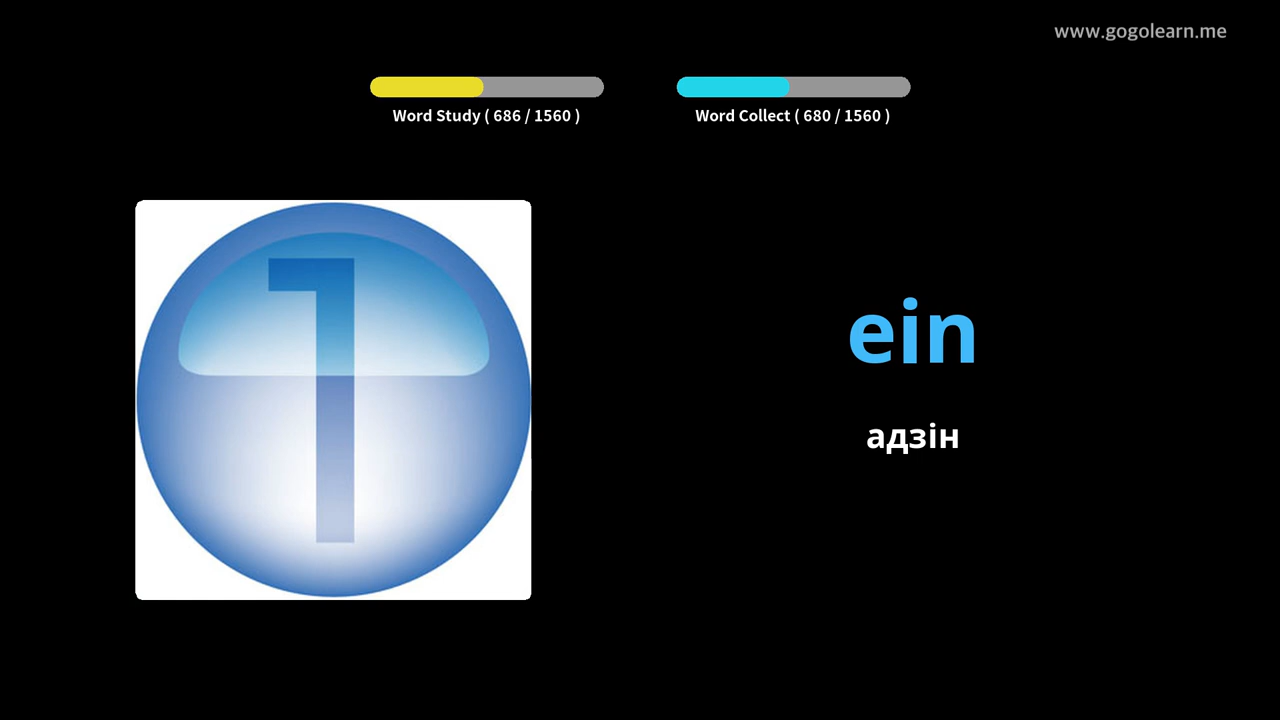 www.gogolearn.me
Word Study ( 686 / 1560 )
Word Collect ( 680 / 1560 )
1
ein
адзін